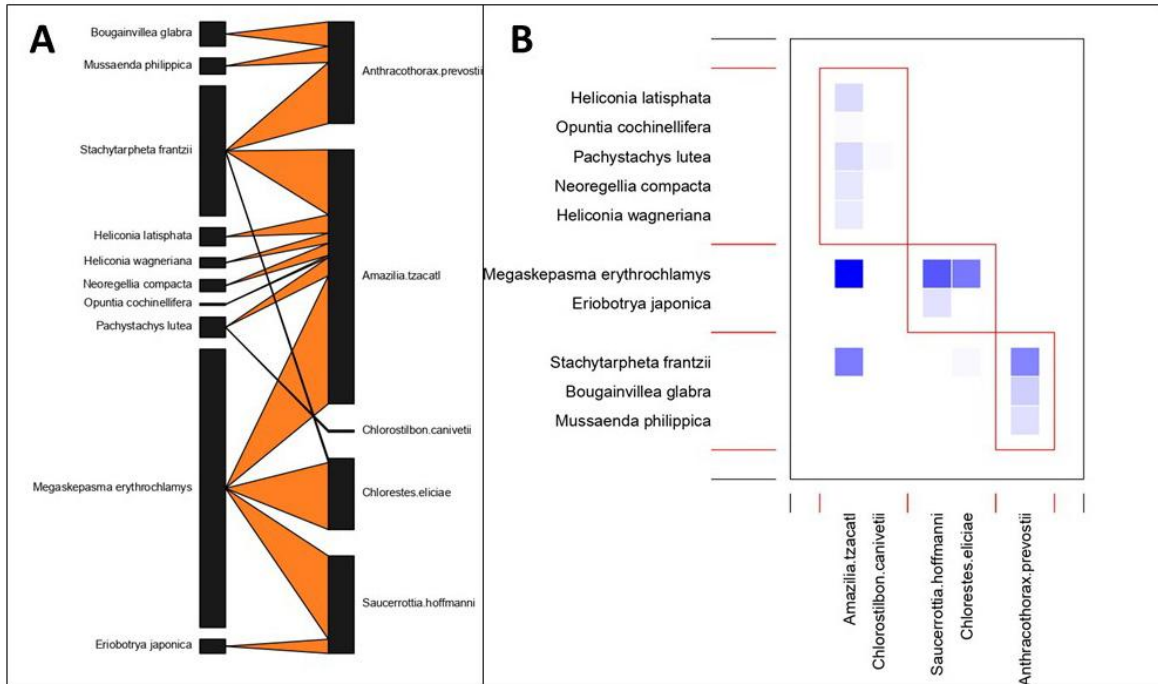 A
Bougainvillea glabra
Mussaenda philippica
Stachytarpheta frantzii
Heliconia latisphata
Heliconia wagneriana
Neoregellia compacta
Opuntia cochinellifera
Pachystachys lutea
Megaskepasma erythrochlamys
Eriobotrya japonica
Anthracothorax.prevostii
Amazilia.tzacatl
Chlorostilbon.canivetii
Chlorestes.eliciae
Saucerrottia.hoffmanni
B
Heliconia latisphata
Opuntia cochinellifera
Pachystachys lutea
Neoregellia compacta
Heliconia wagneriana
Megaskepasma erythrochlamys
Eriobotrya japonica
Stachytarpheta frantzii
Bougainvillea glabra
Mussaenda philippica
Amazilia.tzacatl
Chlorostilbon.canivetii
Saucerrottia.hoffmanni
Chlorestes.eliciae
Anthracothorax.prevostii